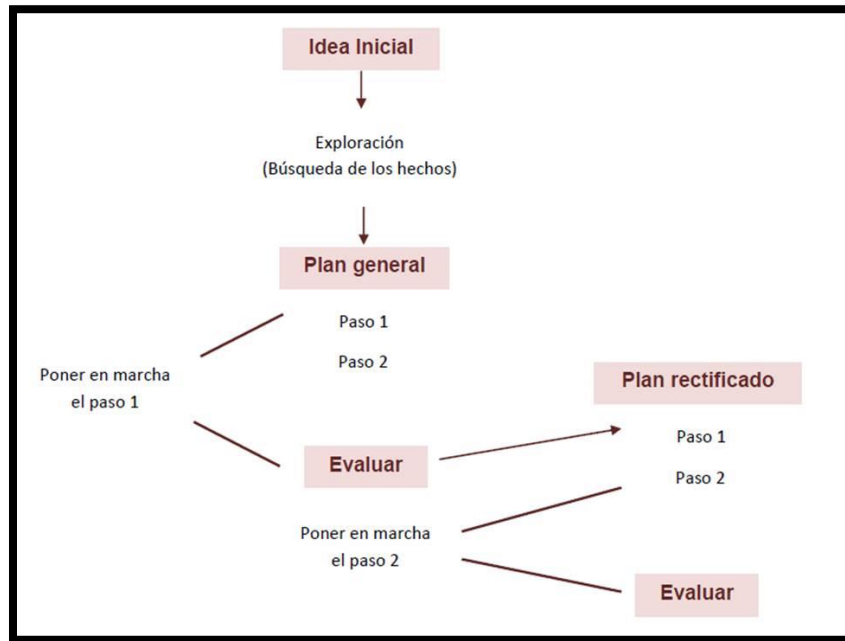 Idea Inicial
Exploración
(Búsqueda de los hechos)
Plan general
Paso 1
Paso 2
Poner en marcha
el paso 1
Evaluar
Plan rectificado
Paso 1
Paso 2
Poner en marcha
el paso 2
Evaluar